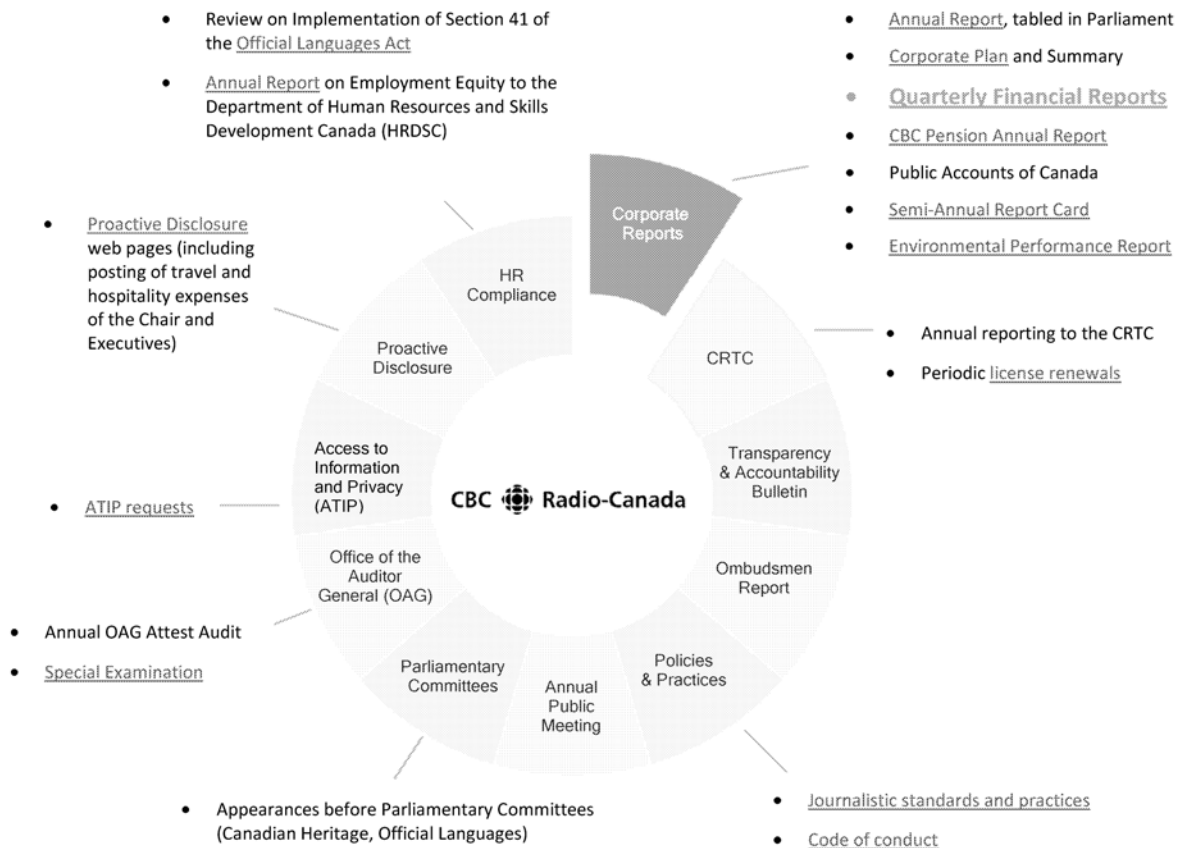 • Review on Implementation of Section 41 of
the Official Languages Act
• Annual Report on Employment Equity to the
Department of Human Resources and Skills
Development Canada (HRDSC)
• Annual Report, tabled in Parliament
• Corporate Plan and Summary
• Quarterly Financial Reports
• CBC Pension Annual Report
• Public Accounts of Canada
• Semi-Annual Report Card
• Environmental Performance Report
• Proactive Disclosure
web pages (including
posting of travel and
hospitality expenses
of the Chair and
Executives)
Corporate
Reports
HR
Compliance
Proactive
Disclosure
CRTC
• Annual reporting to the CRTC
• Periodic license renewals
Access to
Information
and Privacy
(ATIP)
Transparency
& Accountability
Bulletin
CBC Radio-Canada
• ATIP requests
Office of the
Auditor
General (OAG)
Ombudsmen
Report
• Annual OAG Attest Audit
• Special Examination
Parliamentary
Committees
Annual
Public
Meeting
Policies
& Practices
• Appearances before Parliamentary Committees
(Canadian Heritage, Official Languages)
• Journalistic standards and practices
• Code of conduct